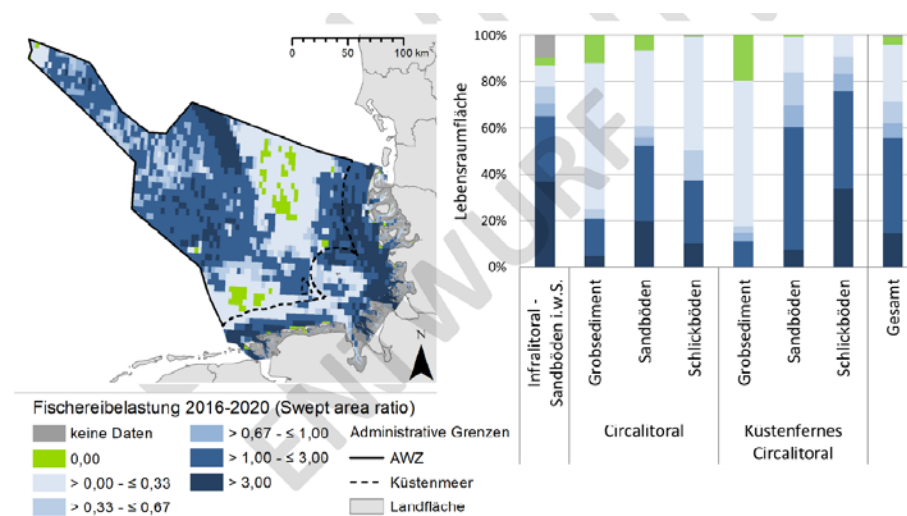 0 50 100 km
N
ENTWURF
Fischereibelastung 2016-2020 (Swept area ratio)
keine Daten
0,00
> 0,00 - ≤ 0,33
> 0,33 - ≤ 0,67
> 0,67 - ≤ 1,00
> 1,00 - ≤ 3,00
> 3,00
Administrative Grenzen
AWZ
Küstenmeer
Landfläche
Lebensraumfläche
100%
80%
60%
40%
20%
0%
Infralitoral -
Sandböden i.w.S.
Grobsediment
Sandböden
Schlickböden
Grobsediment
Sandböden
Schlickböden
Gesamt
Circalitoral
Küstenfernes
Circalitoral